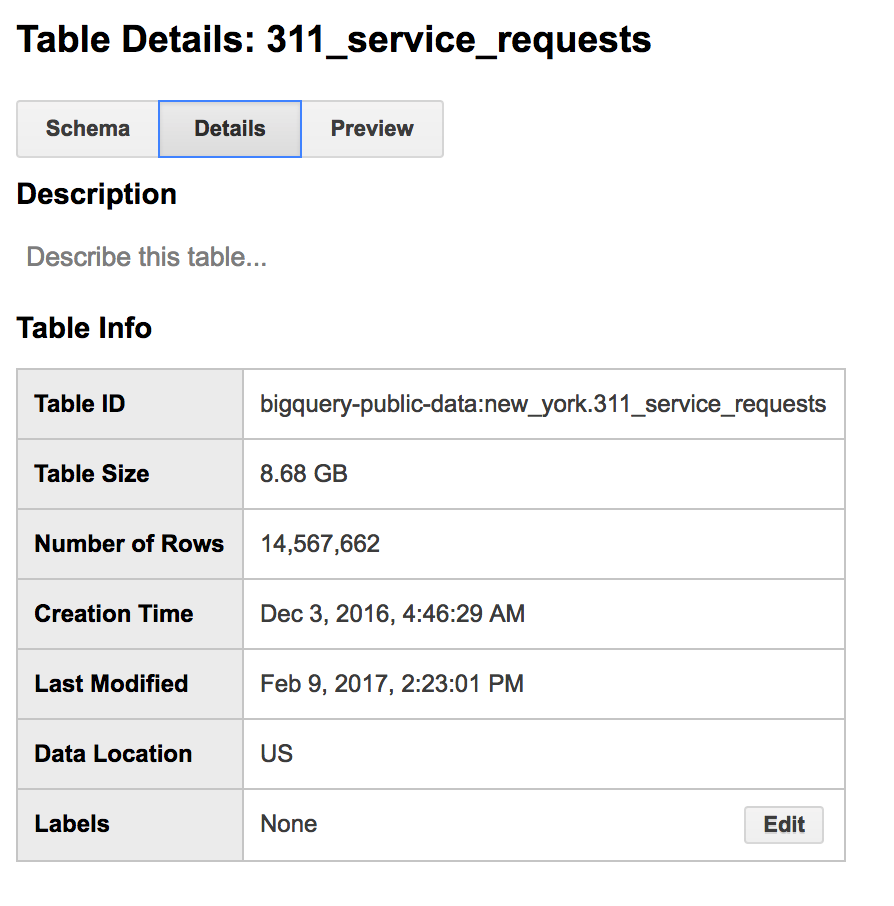 Table Details: 311_service_requests
Schema Details Preview
Description
Describe this table...
Table Info
Table ID bigquery-public-data:new_york.311_service_requests
Table Size 8.68 GB
Number of Rows 14,567,662
Creation Time Dec 3, 2016, 4:46:29 AM
Last Modified Feb 9, 2017, 2:23:01 PM
Data Location US
Labels None Edit